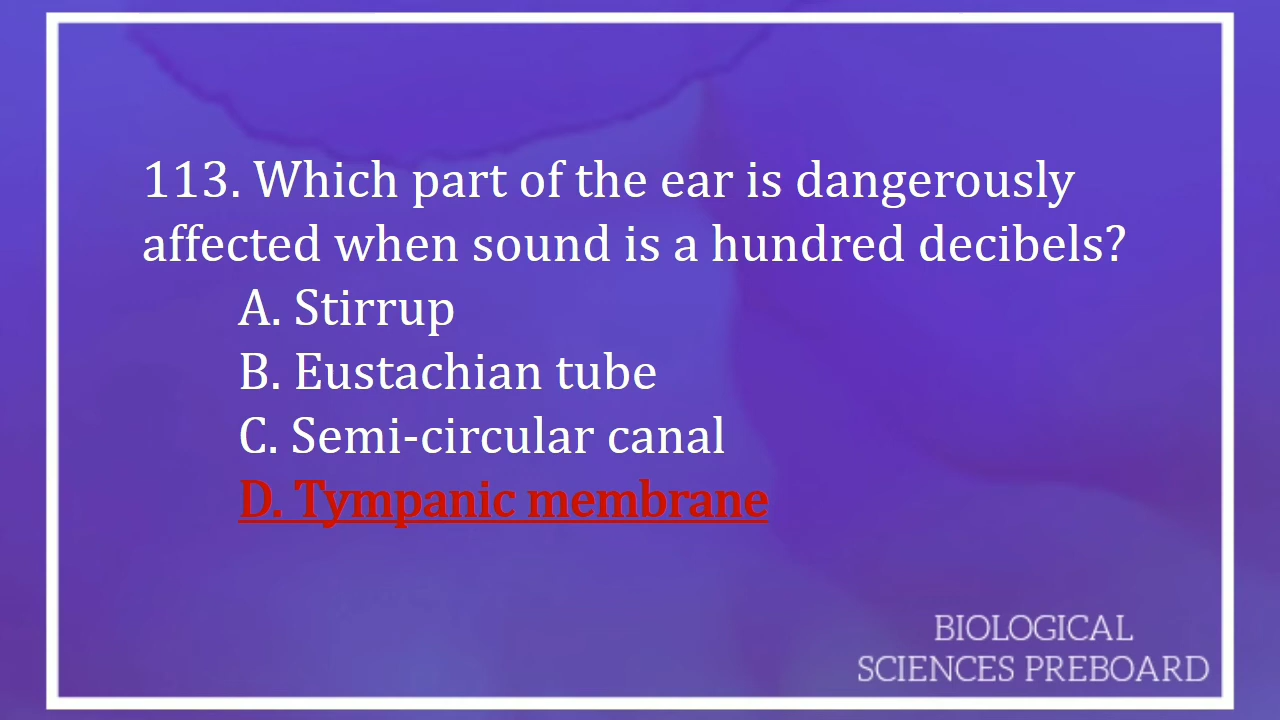 113. Which part of the ear is dangerously
affected when sound is a hundred decibels?
A. Stirrup
B. Eustachian tube
C. Semi-circular canal
D. Tympanic membrane
BIOLOGICAL
SCIENCES PREBOARD